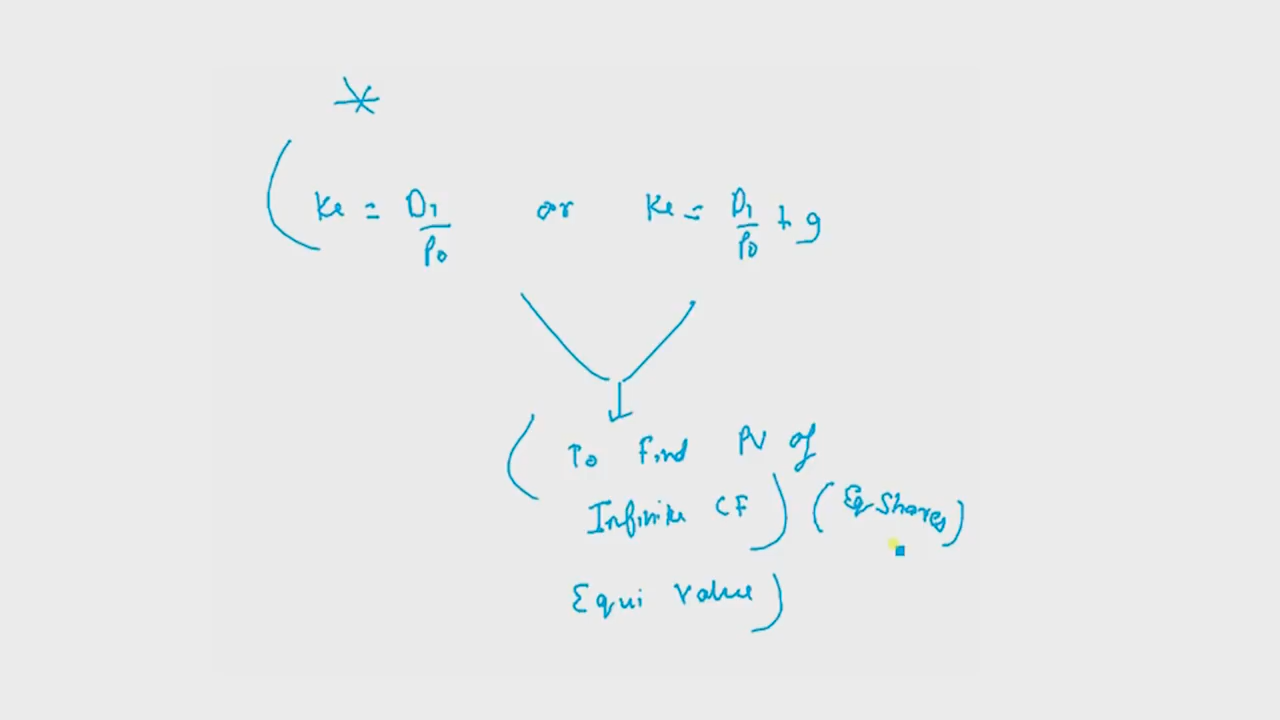 Ke = D1/P0 or Ke = D1/P0 + g
To Find PV of
Infinite CF) (Eq Shares)
Equi Value)